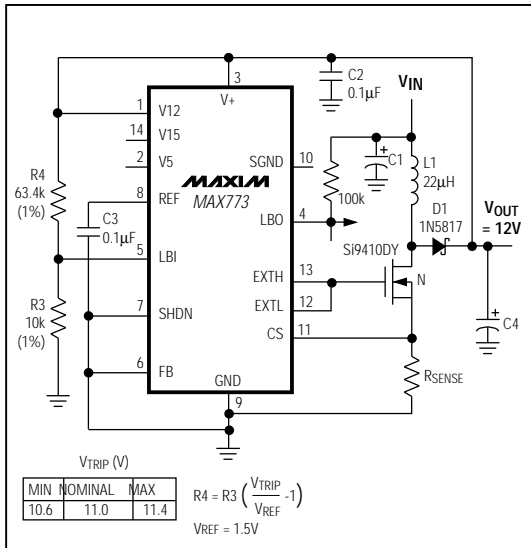 3
V+
C2
0.1µF
VIN
1
V12
14
V15
2
V5
8
REF
MAXIM
MAX773
SGND
10
100k
C1
L1
22µH
D1
1N5817
VOUT
= 12V
R4
63.4k
(1%)
C3
0.1µF
LBO
4
Si9410DY
5
LBI
EXTH
13
N
EXTL
12
R3
10k
(1%)
7
SHDN
CS
11
C4
6
FB
GND
9
RSENSE
VTRIP (V)
MIN NOMINAL MAX
10.6 11.0 11.4
R4 = R3 ( VTRIP / VREF -1)
VREF = 1.5V